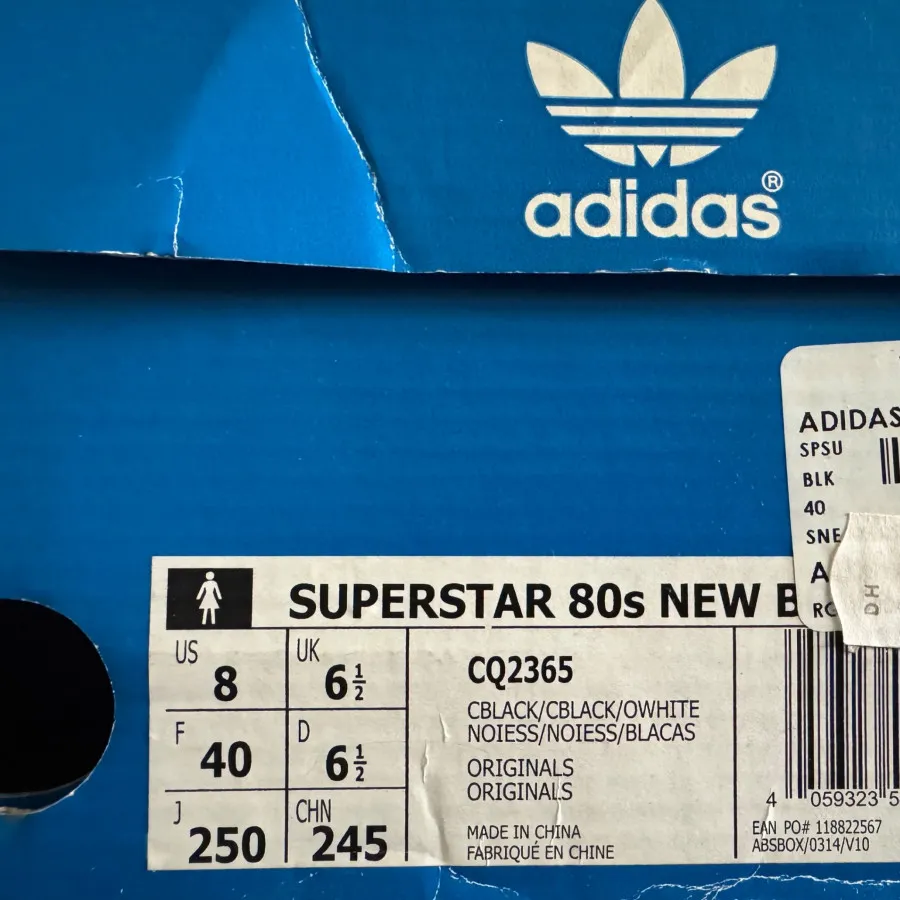 adidas®
ADIDAS
SPSU
BLK
40
SNE
A
RC
DH
SUPERSTAR 80s NEW B
US 8
UK 6½
F 40
D 6½
J 250
CHN 245
CQ2365
CBLACK/CBLACK/OWHITE
NOIESS/NOIESS/BLACAS
ORIGINALS
ORIGINALS
MADE IN CHINA
FABRIQUÉ EN CHINE
4 059323 5
EAN PO# 118822567
ABSBOX/0314/V10